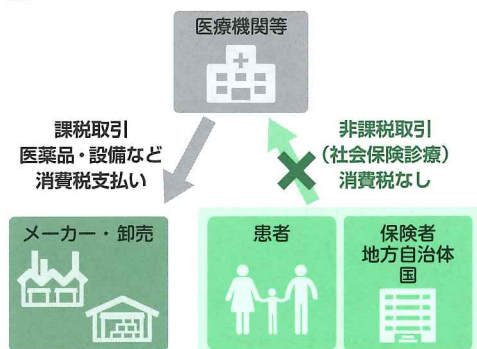 医療機関等
課税取引
医薬品・設備など
消費税支払い
非課税取引
(社会保険診療)
消費税なし
メーカー・卸売
患者
保険者
地方自治体
国